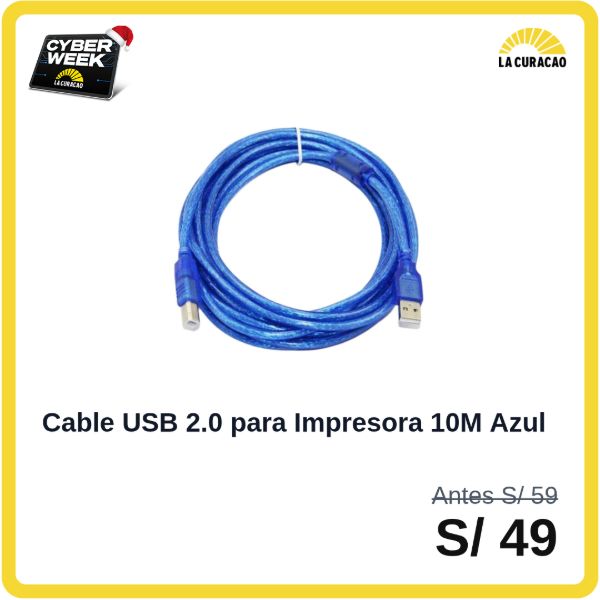 CYBER
WEEK
LA CURACAO
LA CURACAO
Cable USB 2.0 para Impresora 10M Azul
Antes S/ 59
S/ 49